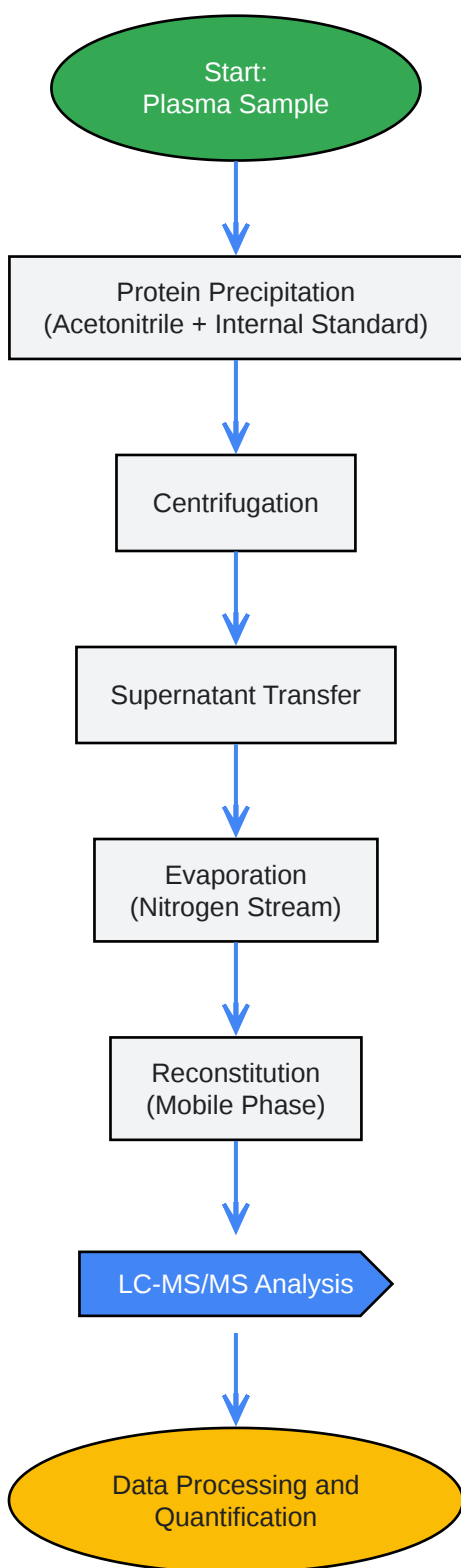 Start:
Plasma Sample
Protein Precipitation
(Acetonitrile + Internal Standard)
Centrifugation
Supernatant Transfer
Evaporation
(Nitrogen Stream)
Reconstitution
(Mobile Phase)
LC-MS/MS Analysis
Data Processing and
Quantification